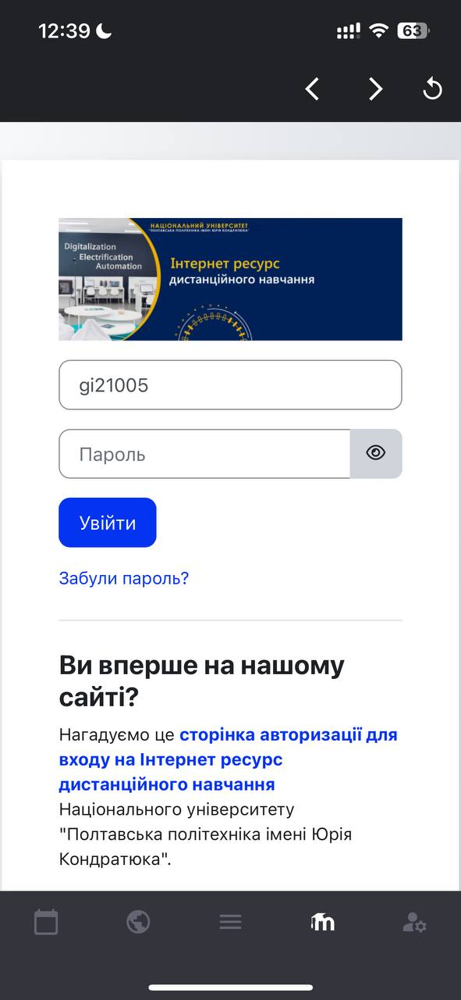 12:39
63
НАЦІОНАЛЬНИЙ УНІВЕРСИТЕТ
"ПОЛТАВСЬКА ПОЛІТЕХНІКА ІМЕНІ ЮРІЯ КОНДРАТЮКА"
Digitalization
Electrification
Automation
Інтернет ресурс
дистанційного навчання
gi21005
Пароль
Увійти
Забули пароль?
Ви вперше на нашому
сайті?
Нагадуємо це сторінка авторизації для
входу на Інтернет ресурс
дистанційного навчання
Національного університету
"Полтавська політехніка імені Юрія
Кондратюка".
m